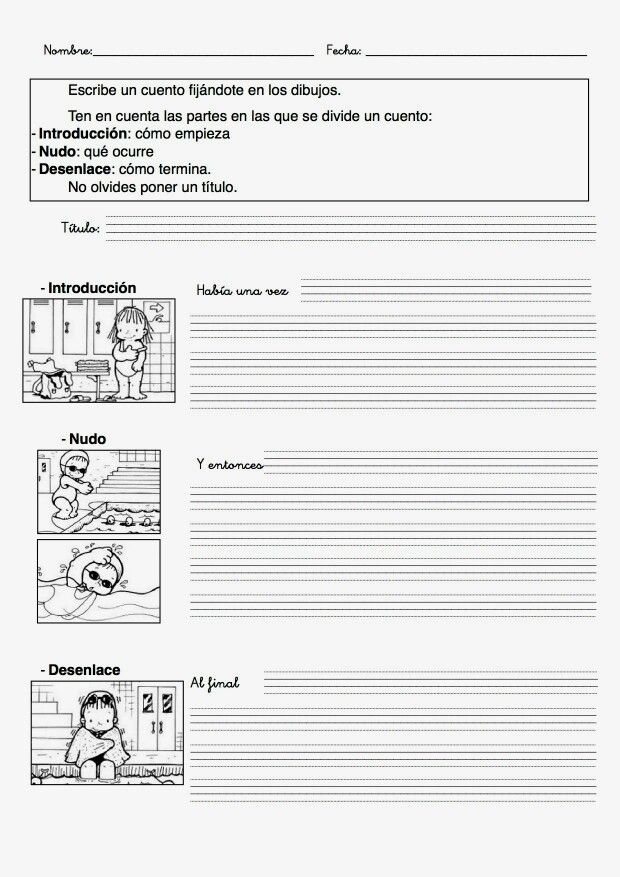 Nombre: Fecha:
Escribe un cuento fijándote en los dibujos.
Ten en cuenta las partes en las que se divide un cuento:
- Introducción: cómo empieza
- Nudo: qué ocurre
- Desenlace: cómo termina.
No olvides poner un título.
Título:
- Introducción
Había una vez
- Nudo
Y entonces
- Desenlace
Al final